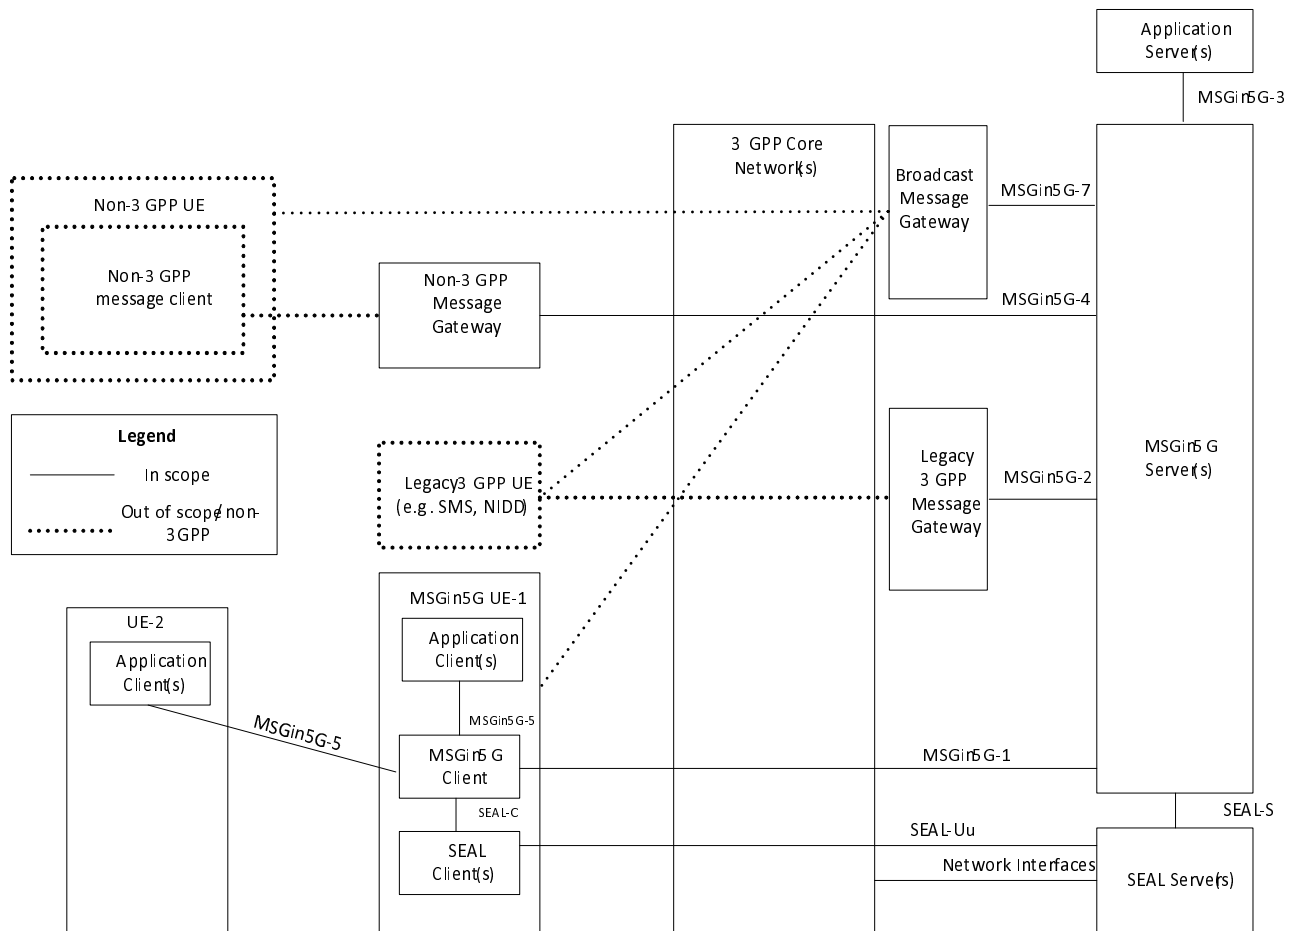 Application
Server(s)
MSGin5G-3
3 GPP Core
Network(s)
Broadcast
Message
Gateway
MSGin5G-7
Non-3 GPP UE
Non-3 GPP
message client
Non-3 GPP
Message
Gateway
MSGin5G-4
Legend
In scope
Out of scope/non-
3GPP
Legacy3 GPP UE
(e.g. SMS, NIDD)
Legacy
3 GPP
Message
Gateway
MSGin5G-2
MSGin5 G
Server(s)
MSGin5G UE-1
Application
Client(s)
UE-2
Application
Client(s)
MSGin5G-5
MSGin5G-5
MSGin5 G
Client
MSGin5G-1
SEAL-C
SEAL-S
SEAL-Uu
SEAL
Client(s)
Network Interfaces
SEAL Server(s)